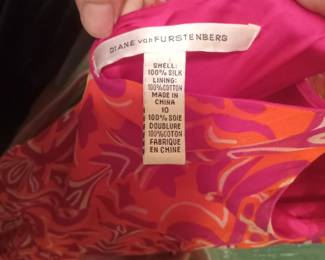 DIANE von FURSTENBERG
SHELL:
100% SILK
LINING:
100% COTTON
MADE IN
CHINA
10
100% SOIE
DOUBLURE
100% COTON
FABRIQUE
EN CHINE